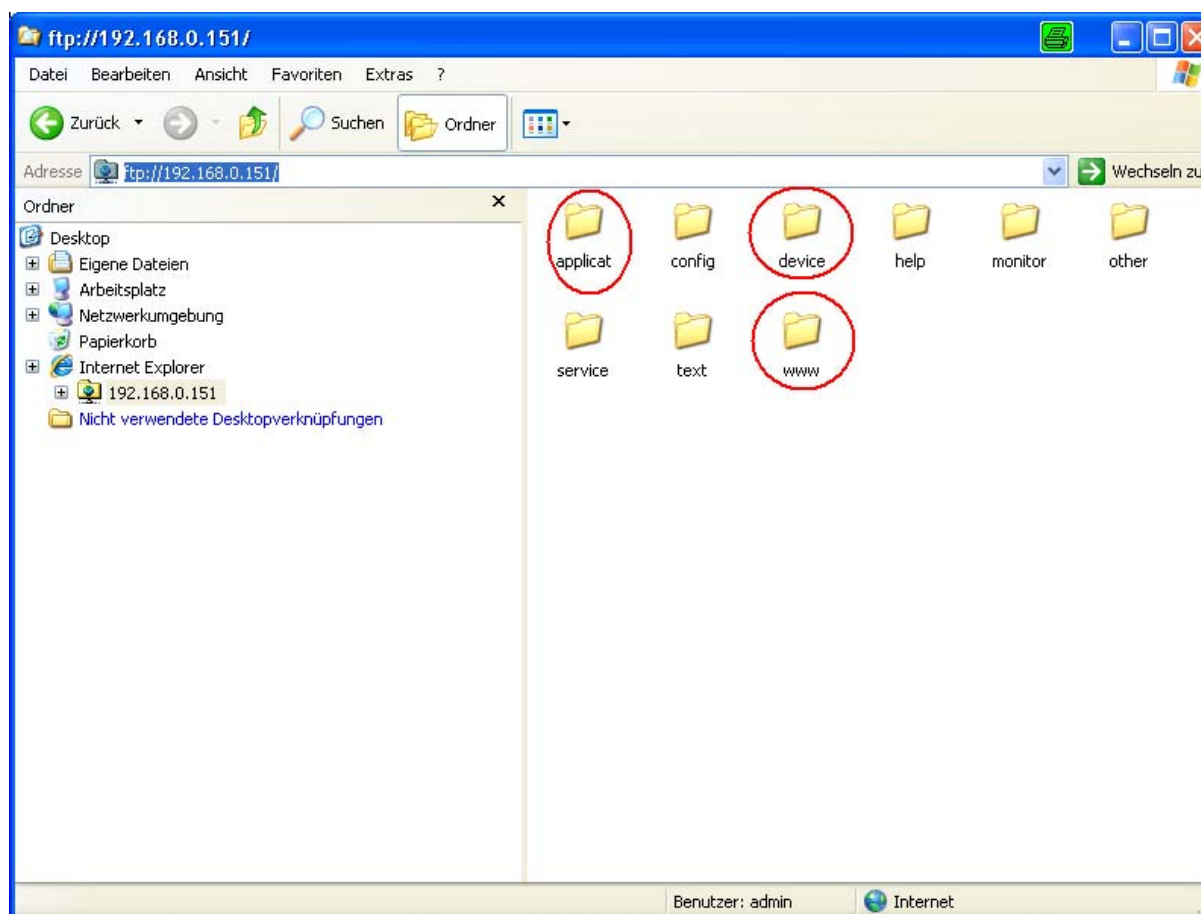 ftp://192.168.0.151/
Datei Bearbeiten Ansicht Favoriten Extras ?
Zurück Suchen Ordner
Adresse ftp://192.168.0.151/ Wechseln zu
Ordner
Desktop
Eigene Dateien
Arbeitsplatz
Netzwerkumgebung
Papierkorb
Internet Explorer
192.168.0.151
Nicht verwendete Desktopverknüpfungen
applicat config device help monitor other
service text www
Benutzer: admin Internet